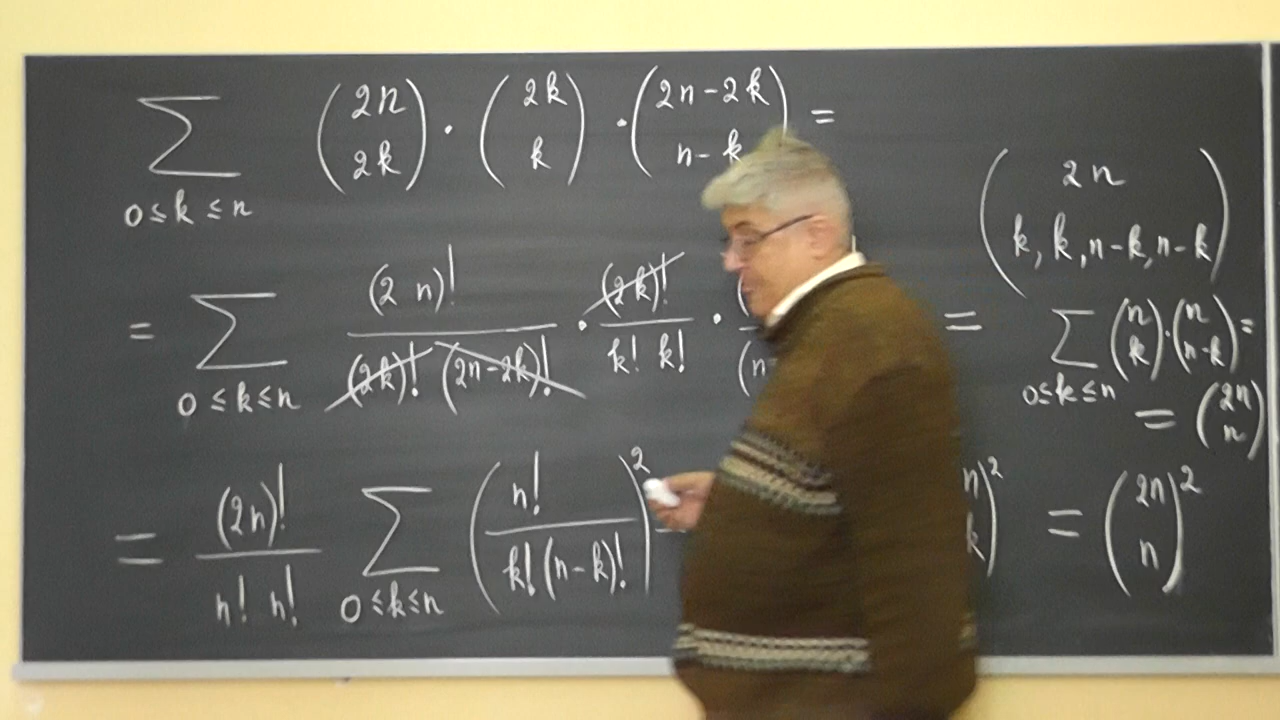 ∑ (2n 2k) · (2k k) · (2n-2k n-k) =
0≤k≤n
= ∑ (2n)! / (2k)! (2n-2k)! · (2k)! / k! k! · (n =
0≤k≤n
= (2n)! / n! n! ∑ (n! / k!(n-k)!)² n k)² = (2n n)²
0≤k≤n
(2n k, k, n-k, n-k)
∑ (n k)·(n n-k) =
0≤k≤n
= (2n n)